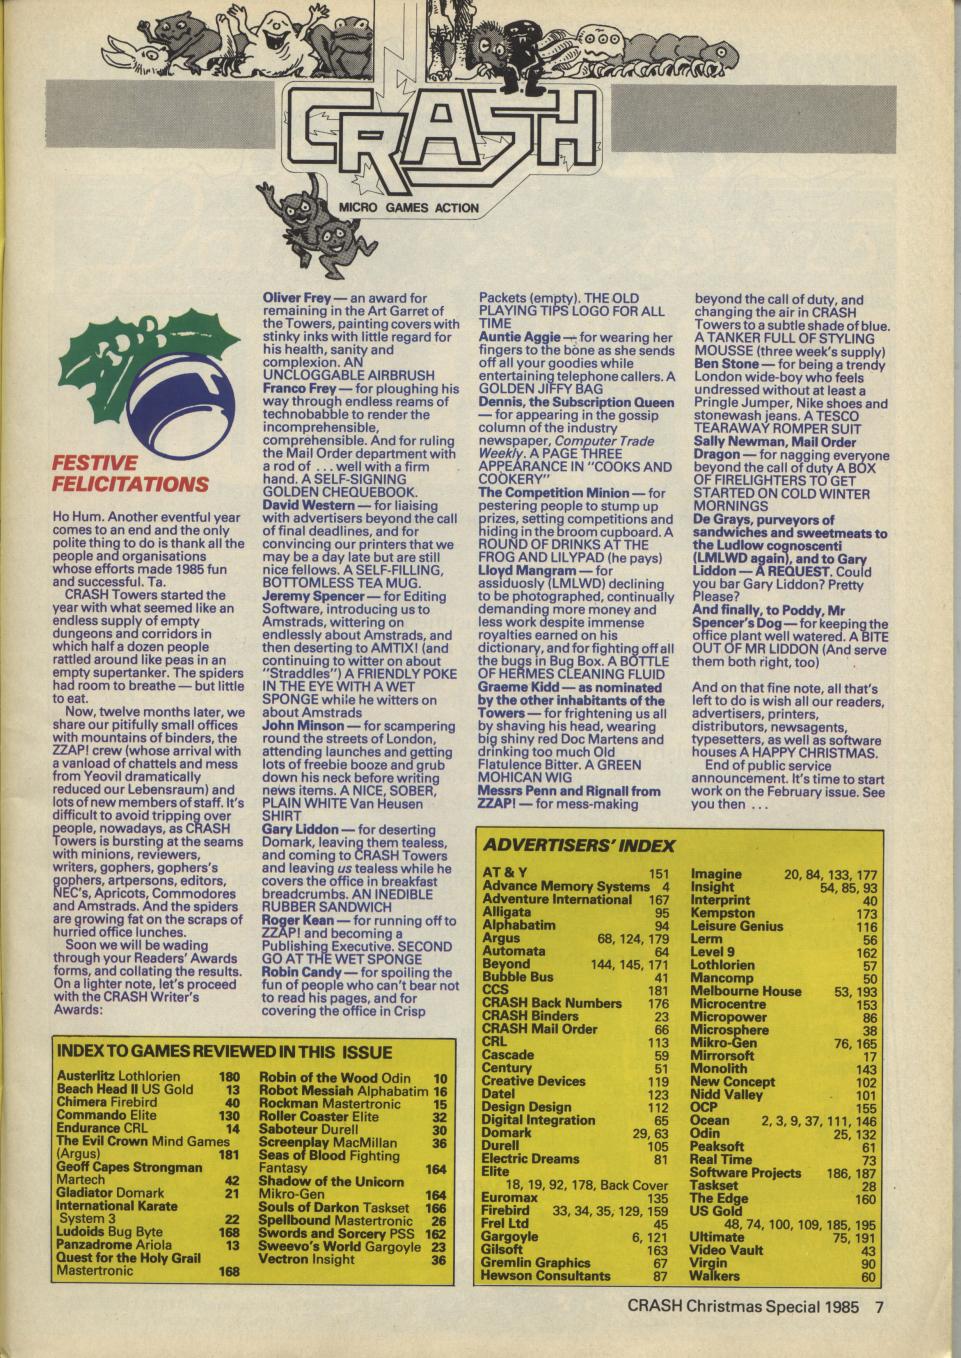 CRASH
MICRO GAMES ACTION
FESTIVE
FELICITATIONS
Ho Hum. Another eventful year
comes to an end and the only
polite thing to do is thank all the
people and organisations
whose efforts made 1985 fun
and successful. Ta.
CRASH Towers started the
year with what seemed like an
endless supply of empty
dungeons and corridors in
which half a dozen people
rattled around like peas in an
empty supertanker. The spiders
had room to breathe — but little
to eat.
Now, twelve months later, we
share our pitifully small offices
with mountains of binders, the
ZZAP! crew (whose arrival with
a vanload of chattels and mess
from Yeovil dramatically
reduced our Lebensraum) and
lots of new members of staff. It's
difficult to avoid tripping over
people, nowadays, as CRASH
Towers is bursting at the seams
with minions, reviewers,
writers, gophers, gophers's
gophers, artpersons, editors,
NEC's, Apricots, Commodores
and Amstrads. And the spiders
are growing fat on the scraps of
hurried office lunches.
Soon we will be wading
through your Readers' Awards
forms, and collating the results.
On a lighter note, let's proceed
with the CRASH Writer's
Awards:
Oliver Frey — an award for
remaining in the Art Garret of
the Towers, painting covers with
stinky inks with little regard for
his health, sanity and
complexion. AN
UNCLOGGABLE AIRBRUSH
Franco Frey — for ploughing his
way through endless reams of
technobabble to render the
incomprehensible,
comprehensible. And for ruling
the Mail Order department with
a rod of ... well with a firm
hand. A SELF-SIGNING
GOLDEN CHEQUEBOOK.
David Western — for liaising
with advertisers beyond the call
of final deadlines, and for
convincing our printers that we
may be a day late but are still
nice fellows. A SELF-FILLING,
BOTTOMLESS TEA MUG.
Jeremy Spencer — for Editing
Software, introducing us to
Amstrads, wittering on
endlessly about Amstrads, and
then deserting to AMTIX! (and
continuing to witter on about
"Straddles") A FRIENDLY POKE
IN THE EYE WITH A WET
SPONGE while he witters on
about Amstrads
John Minson — for scampering
round the streets of London,
attending launches and getting
lots of freebie booze and grub
down his neck before writing
news items. A NICE, SOBER,
PLAIN WHITE Van Heusen
SHIRT
Gary Liddon — for deserting
Domark, leaving them tealess,
and coming to CRASH Towers
and leaving us tealess while he
covers the office in breakfast
breadcrumbs. AN INEDIBLE
RUBBER SANDWICH
Roger Kean — for running off to
ZZAP! and becoming a
Publishing Executive. SECOND
GO AT THE WET SPONGE
Robin Candy — for spoiling the
fun of people who can't bear not
to read his pages, and for
covering the office in Crisp
Packets (empty). THE OLD
PLAYING TIPS LOGO FOR ALL
TIME
Auntie Aggie — for wearing her
fingers to the bone as she sends
off all your goodies while
entertaining telephone callers. A
GOLDEN JIFFY BAG
Dennis, the Subscription Queen
— for appearing in the gossip
column of the industry
newspaper, Computer Trade
Weekly. A PAGE THREE
APPEARANCE IN "COOKS AND
COOKERY"
The Competition Minion — for
pestering people to stump up
prizes, setting competitions and
hiding in the broom cupboard. A
ROUND OF DRINKS AT THE
FROG AND LILYPAD (he pays)
Lloyd Mangram — for
assiduosly (LMLWD) declining
to be photographed, continually
demanding more money and
less work despite immense
royalties earned on his
dictionary, and for fighting off all
the bugs in Bug Box. A BOTTLE
OF HERMES CLEANING FLUID
Graeme Kidd — as nominated
by the other inhabitants of the
Towers — for frightening us all
by shaving his head, wearing
big shiny red Doc Martens and
drinking too much Old
Flatulence Bitter. A GREEN
MOHICAN WIG
Messrs Penn and Rignall from
ZZAP! — for mess-making
beyond the call of duty, and
changing the air in CRASH
Towers to a subtle shade of blue.
A TANKER FULL OF STYLING
MOUSSE (three week's supply)
Ben Stone — for being a trendy
London wide-boy who feels
undressed without at least a
Pringle Jumper, Nike shoes and
stonewash jeans. A TESCO
TEARAWAY ROMPER SUIT
Sally Newman, Mail Order
Dragon — for nagging everyone
beyond the call of duty A BOX
OF FIRELIGHTERS TO GET
STARTED ON COLD WINTER
MORNINGS
De Grays, purveyors of
sandwiches and sweetmeats to
the Ludlow cognoscenti
(LMLWD again), and to Gary
Liddon — A REQUEST. Could
you bar Gary Liddon? Pretty
Please?
And finally, to Poddy, Mr
Spencer's Dog — for keeping the
office plant well watered. A BITE
OUT OF MR LIDDON (And serve
them both right, too)
And on that fine note, all that's
left to do is wish all our readers,
advertisers, printers,
distributors, newsagents,
typesetters, as well as software
houses A HAPPY CHRISTMAS.
End of public service
announcement. It's time to start
work on the February issue. See
you then ...
INDEX TO GAMES REVIEWED IN THIS ISSUE
Austerlitz Lothlorien 180
Beach Head II US Gold 13
Chimera Firebird 40
Commando Elite 130
Endurance CRL 14
The Evil Crown Mind Games
(Argus) 181
Geoff Capes Strongman
Martech 42
Gladiator Domark 21
International Karate
System 3 22
Ludoids Bug Byte 168
Panzadrome Ariola 13
Quest for the Holy Grail
Mastertronic 168
Robin of the Wood Odin 10
Robot Messiah Alphabatim 16
Rockman Mastertronic 15
Roller Coaster Elite 32
Saboteur Durell 30
Screenplay MacMillan 36
Seas of Blood Fighting
Fantasy 164
Shadow of the Unicorn
Mikro-Gen 164
Souls of Darkon Taskset 166
Spellbound Mastertronic 26
Swords and Sorcery PSS 162
Sweevo's World Gargoyle 23
Vectron Insight 36
ADVERTISERS' INDEX
AT & Y 151
Advance Memory Systems 4
Adventure International 167
Alligata 95
Alphabatim 94
Argus 68, 124, 179
Automata 64
Beyond 144, 145, 171
Bubble Bus 41
CCS 181
CRASH Back Numbers 176
CRASH Binders 23
CRASH Mail Order 66
CRL 113
Cascade 59
Century 51
Creative Devices 119
Datel 123
Design Design 112
Digital Integration 65
Domark 29, 63
Durell 105
Electric Dreams 81
Elite
18, 19, 92, 178, Back Cover
Euromax 135
Firebird 33, 34, 35, 129, 159
Frel Ltd 45
Gargoyle 6, 121
Gilsoft 163
Gremlin Graphics 67
Hewson Consultants 87
Imagine 20, 84, 133, 177
Insight 54, 85, 93
Interprint 40
Kempston 173
Leisure Genius 116
Lerm 56
Level 9 162
Lothlorien 57
Mancomp 50
Melbourne House 53, 193
Microcentre 153
Micropower 86
Microsphere 38
Mikro-Gen 76, 165
Mirrorsoft 17
Monolith 143
New Concept 102
Nidd Valley 101
OCP 155
Ocean 2, 3, 9, 37, 111, 146
Odin 25, 132
Peaksoft 61
Real Time 73
Software Projects 186, 187
Taskset 28
The Edge 160
US Gold
48, 74, 100, 109, 185, 195
Ultimate 75, 191
Video Vault 43
Virgin 90
Walkers 60
CRASH Christmas Special 1985 7